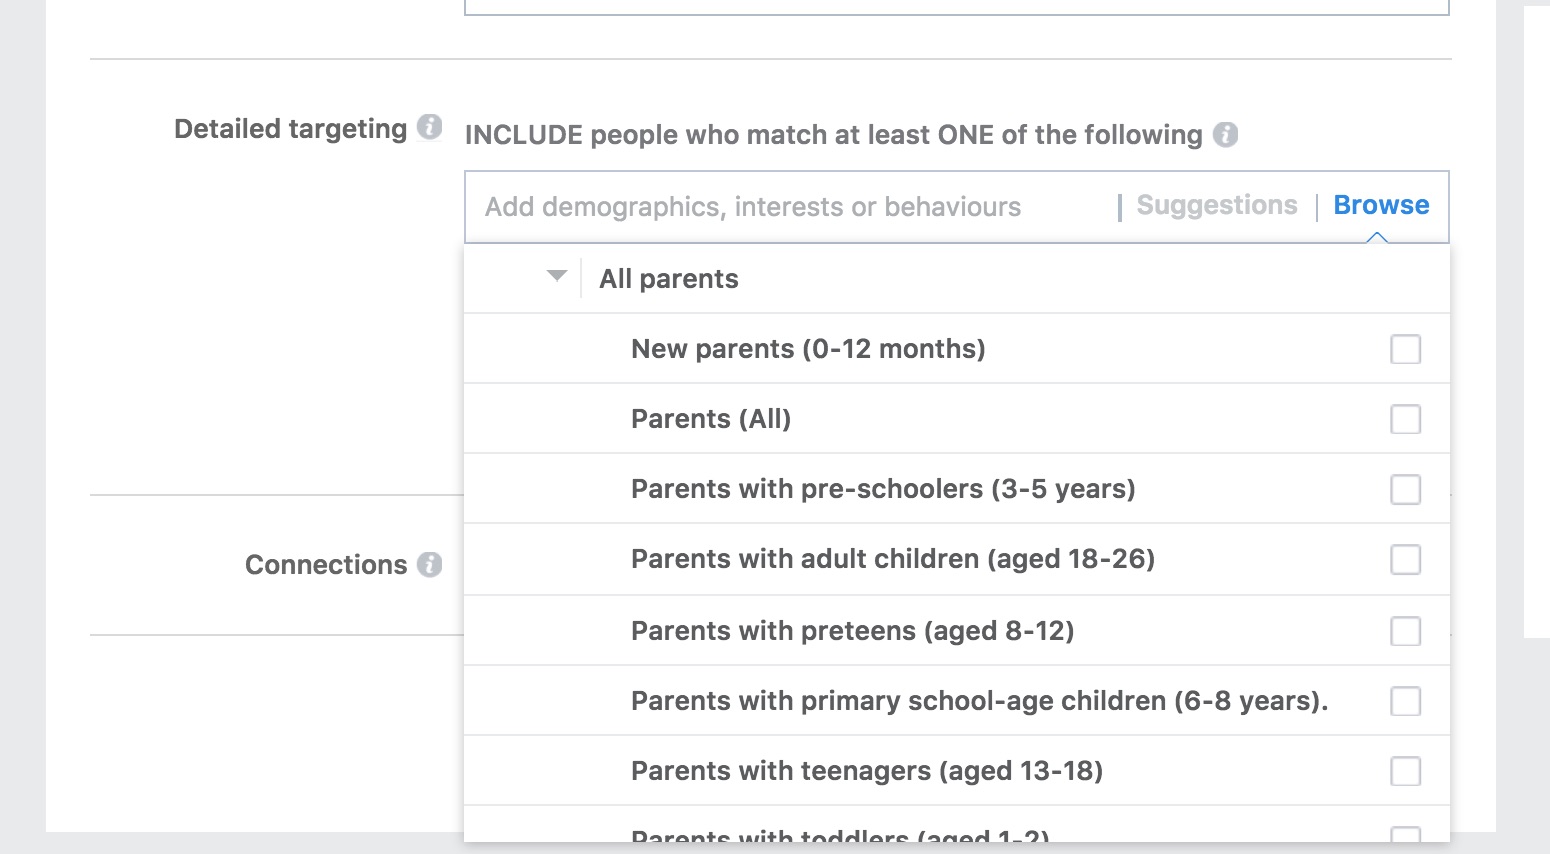 Detailed targeting
INCLUDE people who match at least ONE of the following
Add demographics, interests or behaviours | Suggestions | Browse
All parents
New parents (0-12 months)
Parents (All)
Parents with pre-schoolers (3-5 years)
Parents with adult children (aged 18-26)
Connections
Parents with preteens (aged 8-12)
Parents with primary school-age children (6-8 years).
Parents with teenagers (aged 13-18)
Parents with toddlers (aged 1-2)